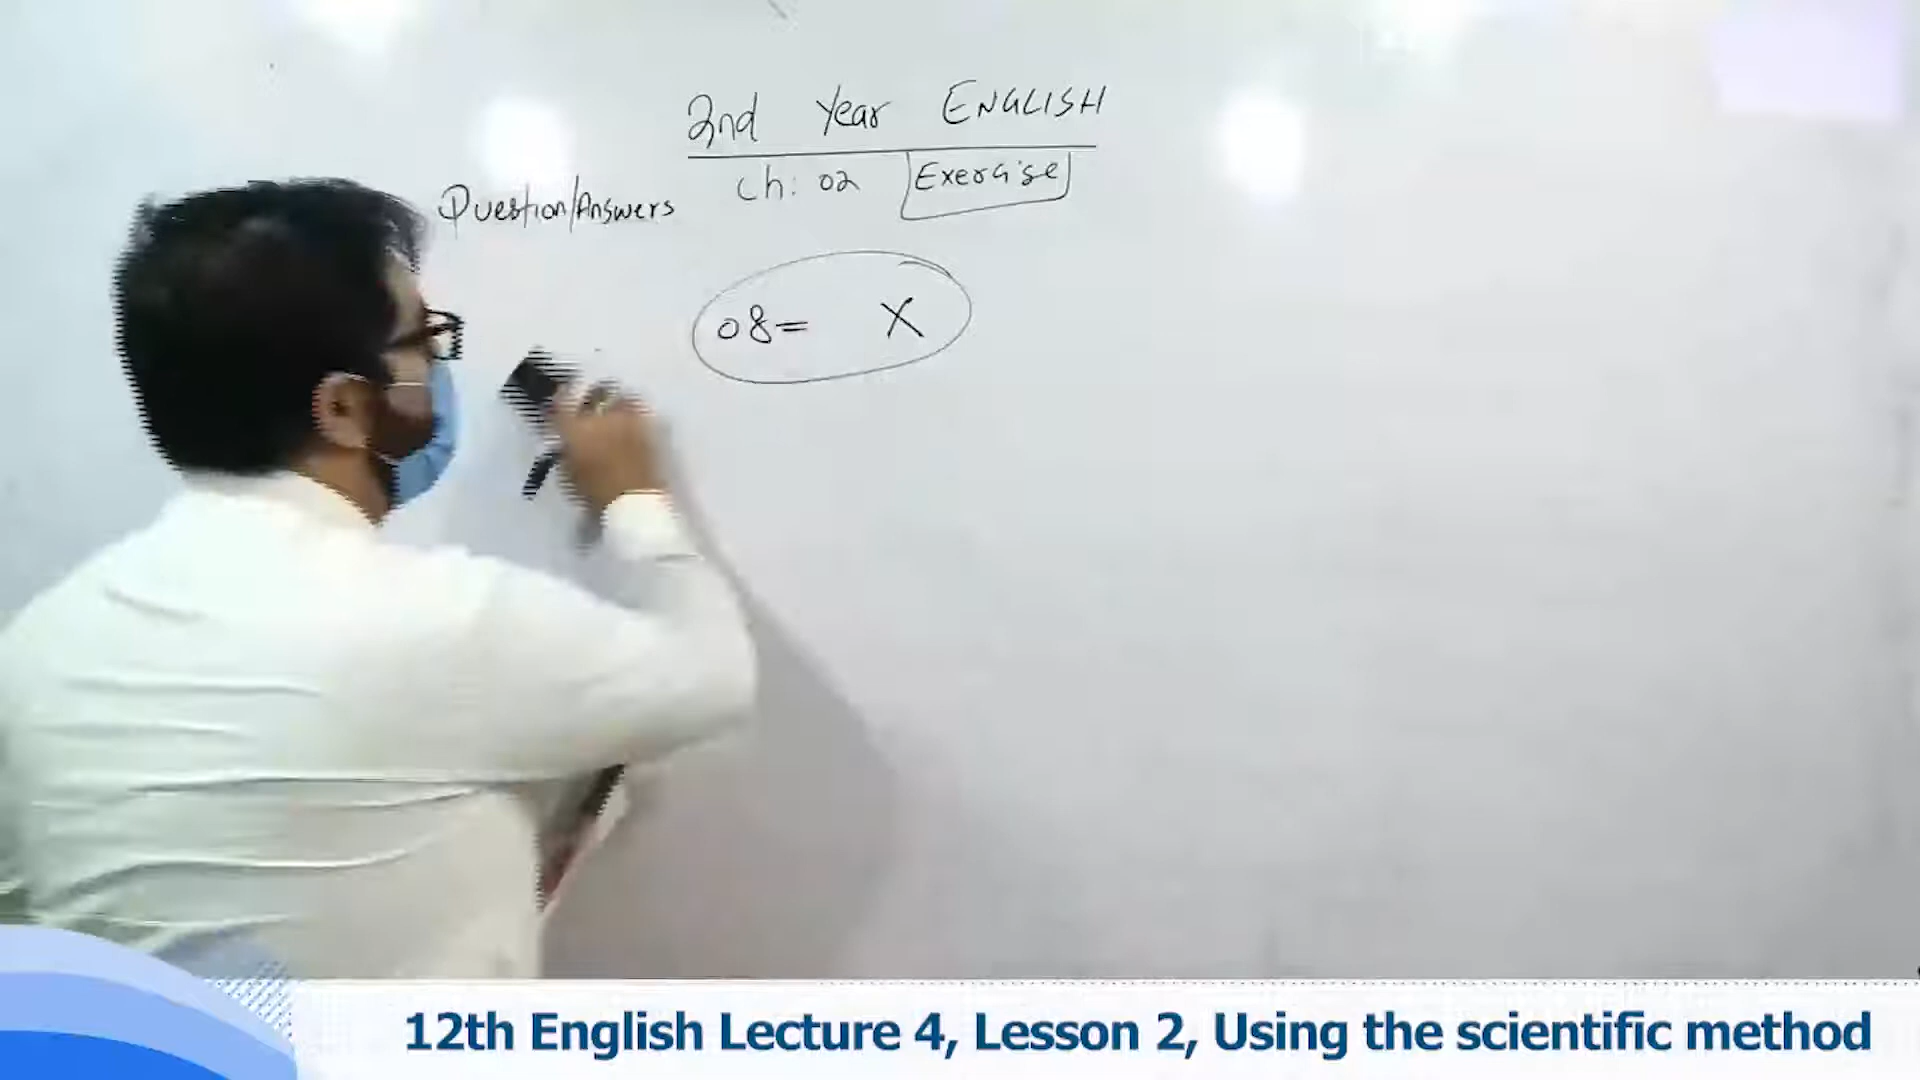 2nd Year ENGLISH
Ch: 02 Exercise
Question/Answers
08= X
12th English Lecture 4, Lesson 2, Using the scientific method